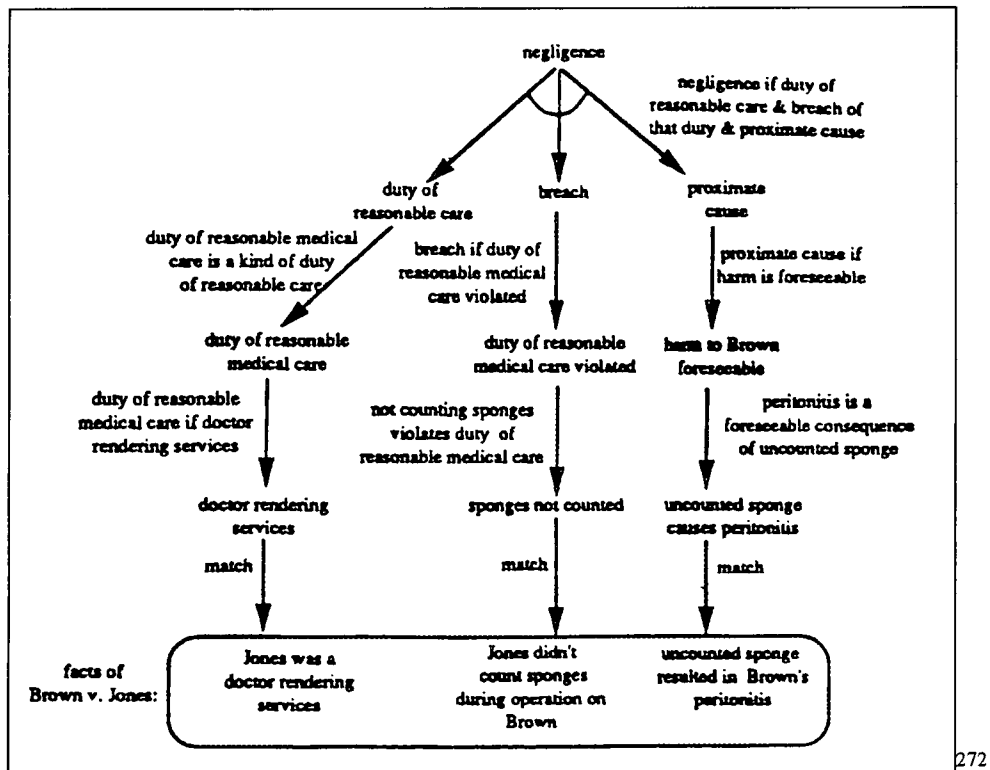 negligence
negligence if duty of
reasonable care & breach of
that duty & proximate cause
duty of
reasonable care
breach
proximate
cause
duty of reasonable medical
care is a kind of duty
of reasonable care
breach if duty of
reasonable medical
care violated
proximate cause if
harm is foreseeable
duty of reasonable
medical care
duty of reasonable
medical care violated
harm to Brown
foreseeable
duty of reasonable
medical care if doctor
rendering services
not counting sponges
violates duty of
reasonable medical care
peritonitis is a
foreseeable consequence
of uncounted sponge
doctor rendering
services
sponges not counted
uncounted sponge
causes peritonitis
match
match
match
facts of
Brown v. Jones:
Jones was a
doctor rendering
services
Jones didn't
count sponges
during operation on
Brown
uncounted sponge
resulted in Brown's
peritonitis
272